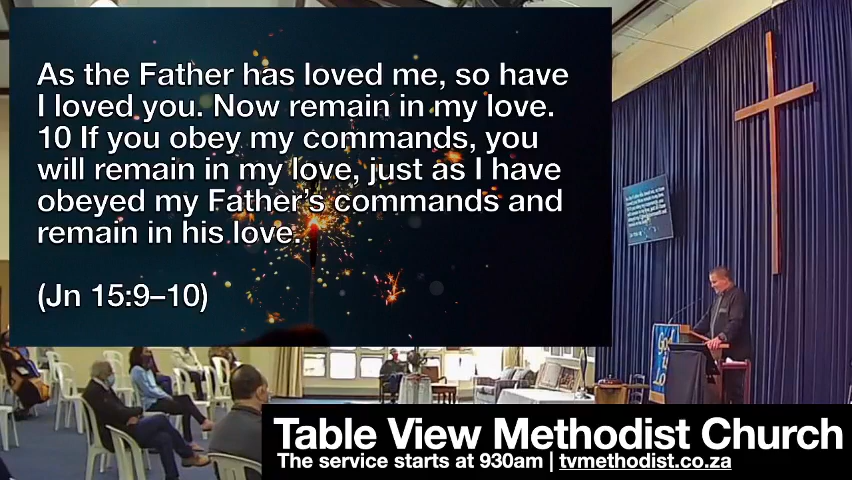 As the Father has loved me, so have
I loved you. Now remain in my love.
10 If you obey my commands, you
will remain in my love, just as I have
obeyed my Father's commands and
remain in his love.
(Jn 15:9–10)
God
is
Table View Methodist Church
The service starts at 930am | tvmethodist.co.za